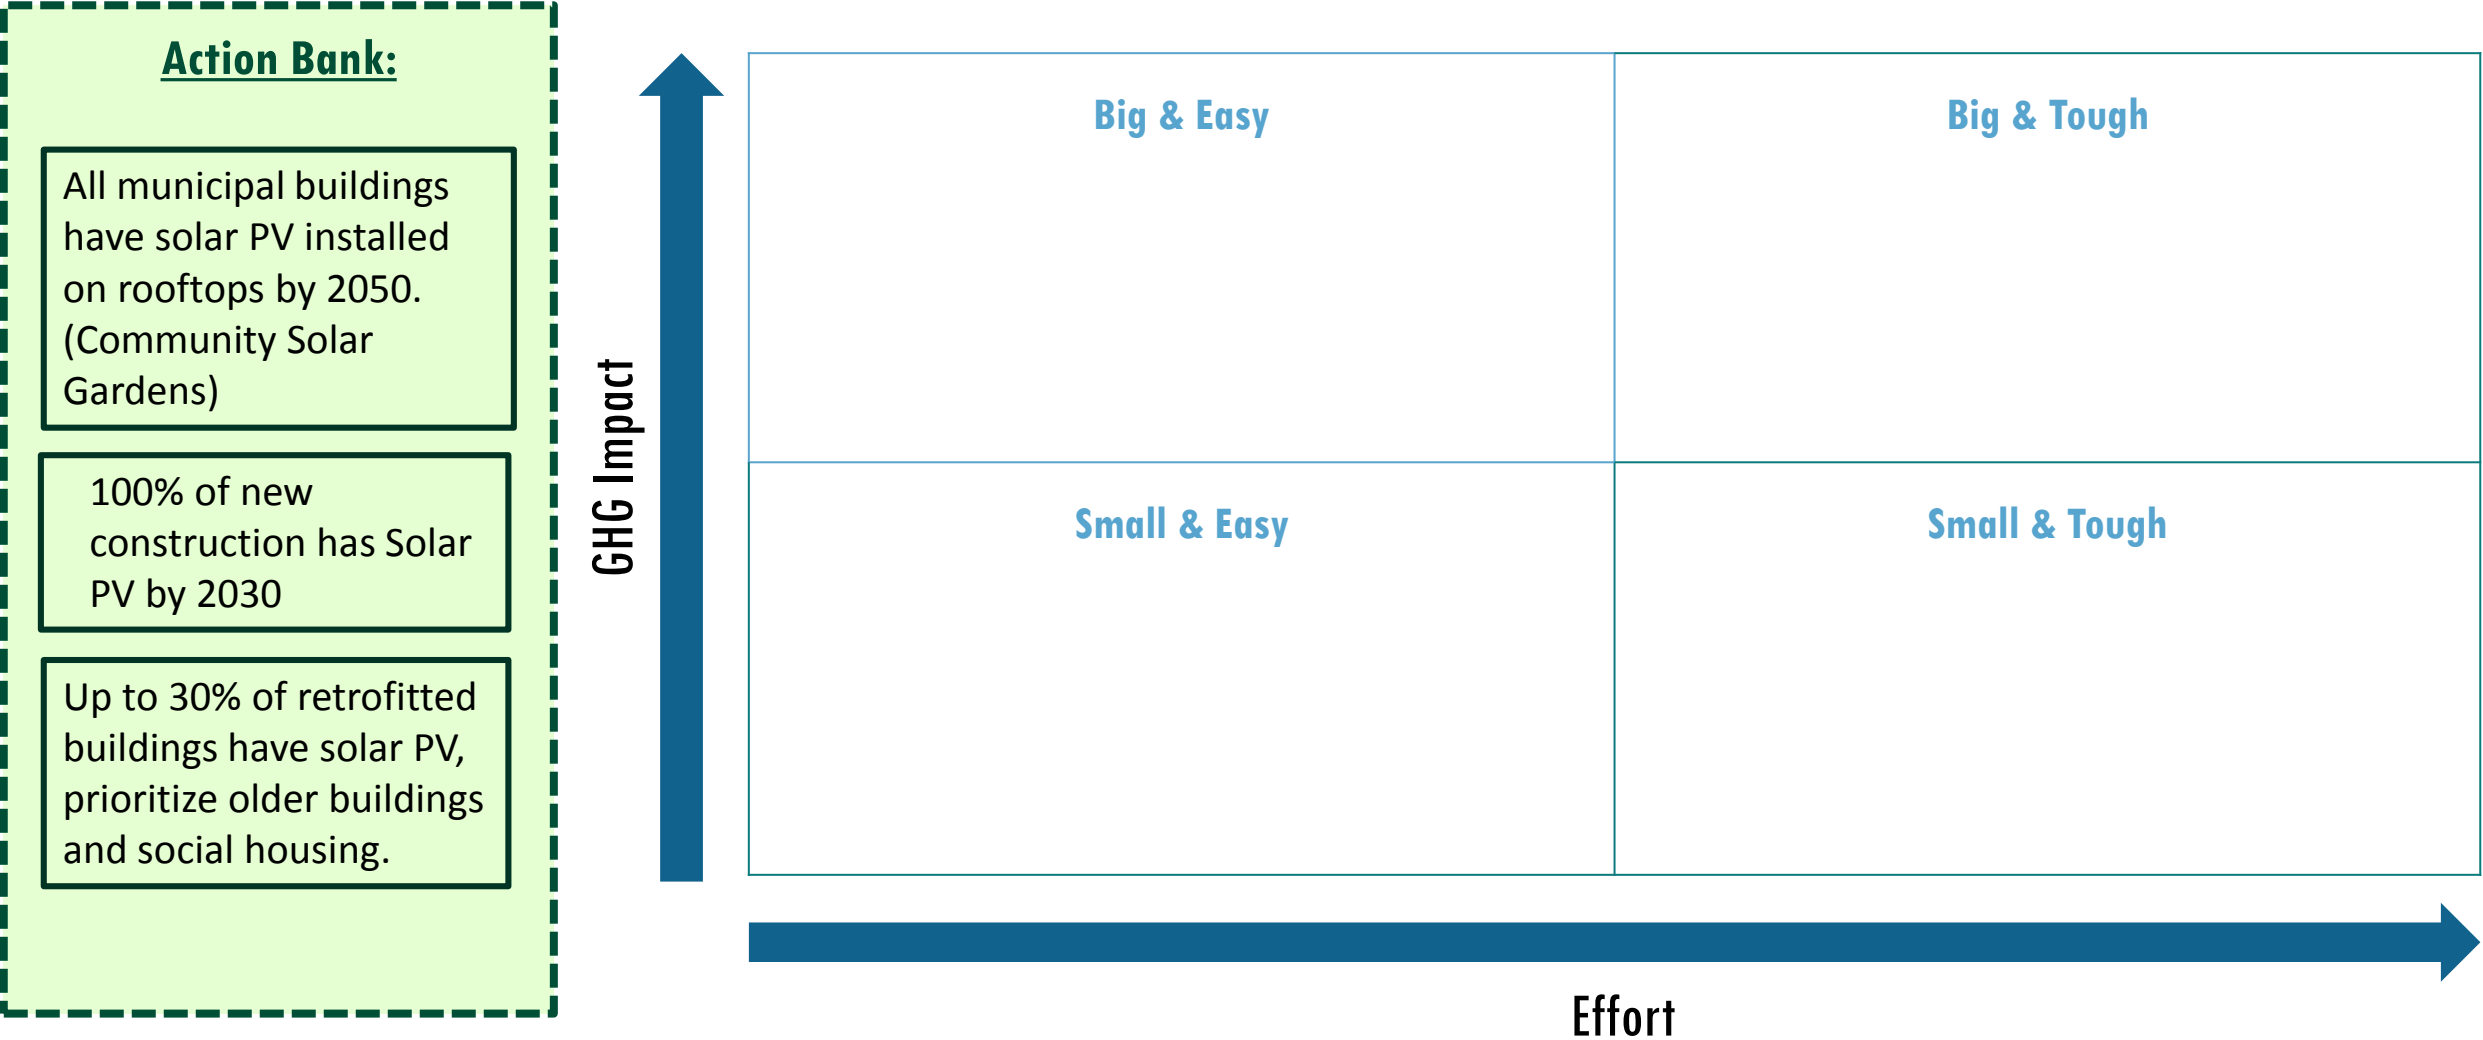 Action Bank:
All municipal buildings
have solar PV installed
on rooftops by 2050.
(Community Solar
Gardens)
100% of new
construction has Solar
PV by 2030
Up to 30% of retrofitted
buildings have solar PV,
prioritize older buildings
and social housing.
GHG Impact
Big & Easy
Big & Tough
Small & Easy
Small & Tough
Effort